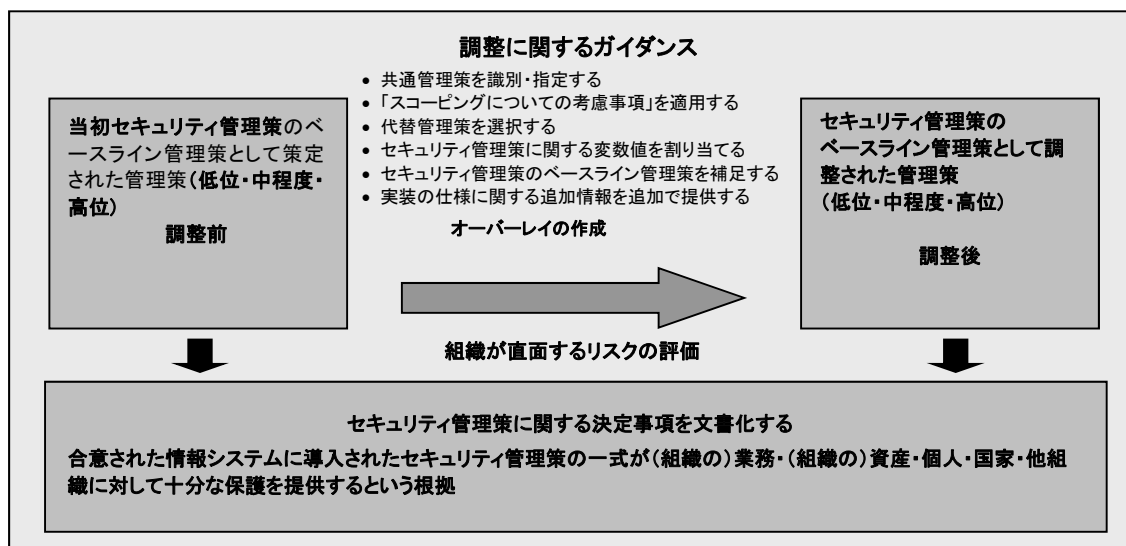 調整に関するガイダンス
• 共通管理策を識別・指定する
• 「スコーピングについての考慮事項」を適用する
• 代替管理策を選択する
• セキュリティ管理策に関する変数値を割り当てる
• セキュリティ管理策のベースライン管理策を補足する
• 実装の仕様に関する追加情報を追加で提供する
オーバーレイの作成
当初セキュリティ管理策のベ
ースライン管理策として策定
された管理策(低位・中程度・
高位)
調整前
セキュリティ管理策の
ベースライン管理策として調
整された管理策
(低位・中程度・高位)
調整後
組織が直面するリスクの評価
セキュリティ管理策に関する決定事項を文書化する
合意された情報システムに導入されたセキュリティ管理策の一式が(組織の)業務・(組織の)資産・個人・国家・他組
織に対して十分な保護を提供するという根拠